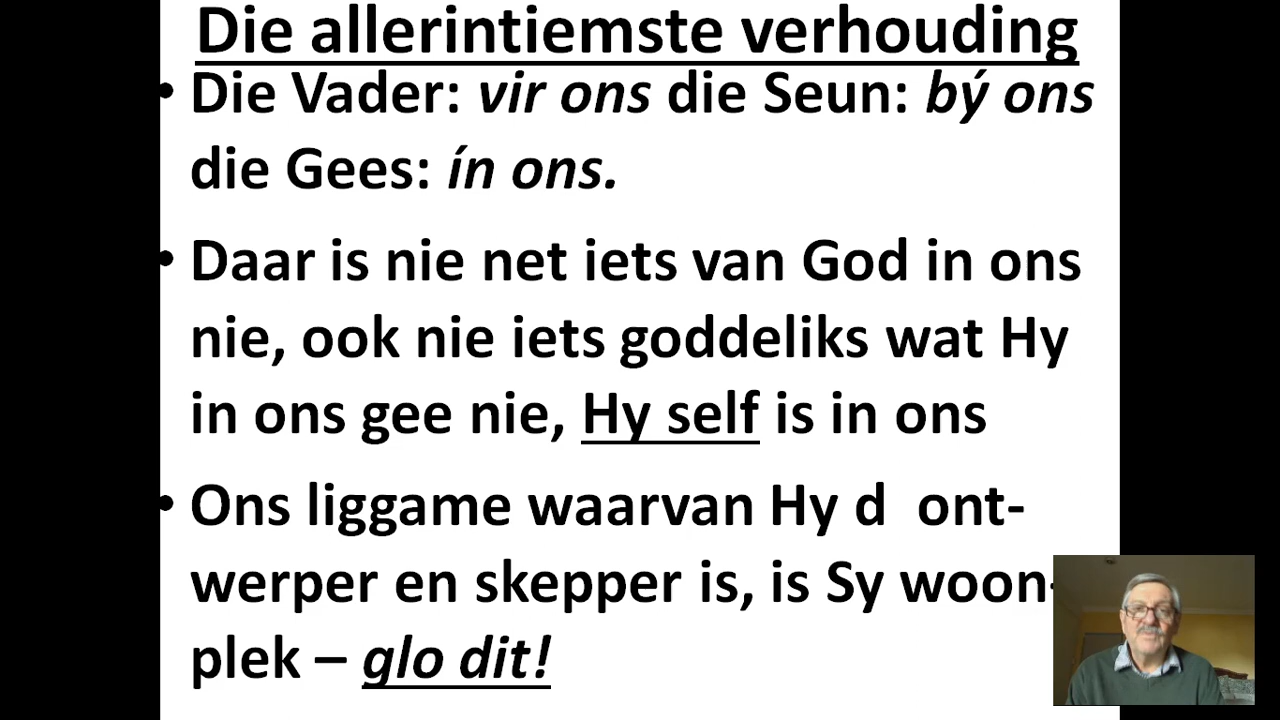 Die allerintiemste verhouding
• Die Vader: vir ons die Seun: bý ons
die Gees: ín ons.
• Daar is nie net iets van God in ons
nie, ook nie iets goddeliks wat Hy
in ons gee nie, Hy self is in ons
• Ons liggame waarvan Hy d  ont-
werper en skepper is, is Sy woon-
plek – glo dit!